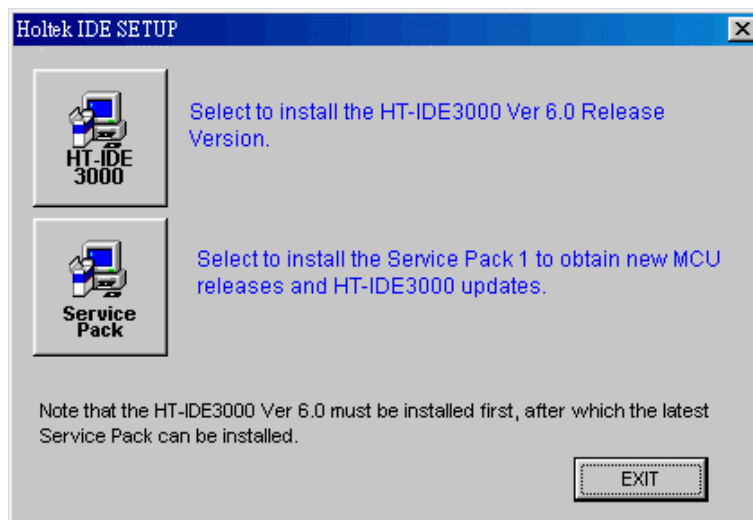 Holtek IDE SETUP
HT-IDE
3000
Select to install the HT-IDE3000 Ver 6.0 Release
Version.
Service
Pack
Select to install the Service Pack 1 to obtain new MCU
releases and HT-IDE3000 updates.
Note that the HT-IDE3000 Ver 6.0 must be installed first, after which the latest
Service Pack can be installed.
EXIT